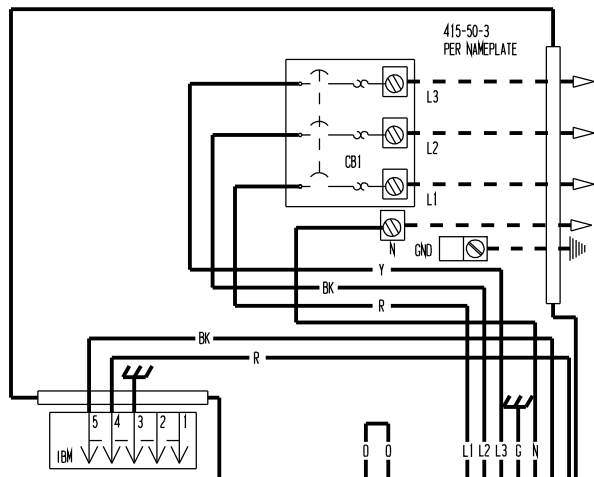 415-50-3
PER NAMEPLATE
L3
L2
CB1
L1
N
GND
Y
BK
R
BK
R
5 4 3 2 1
IBM
O O L1 L2 L3 G N